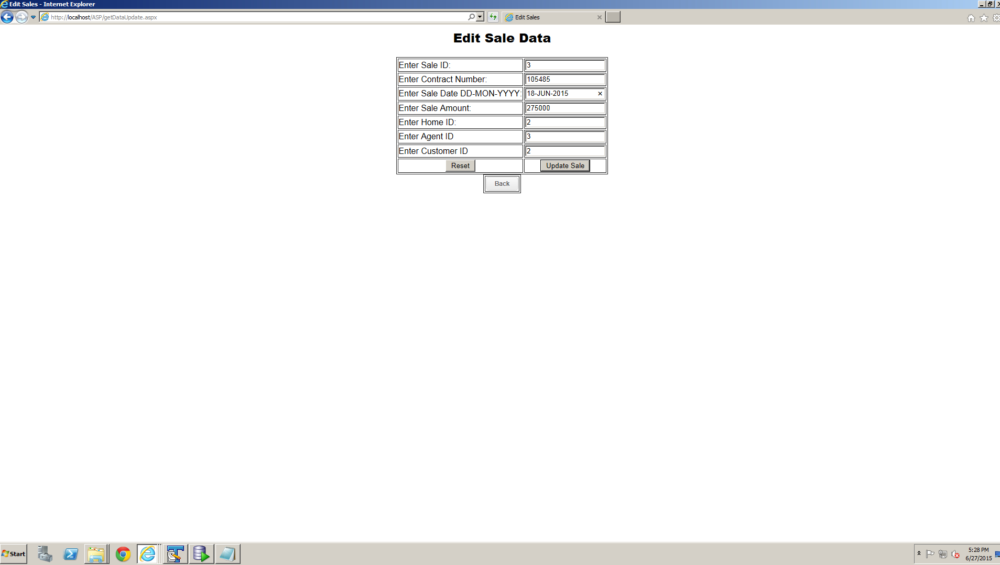 Edit Sales - Internet Explorer
http://localhost/ASP/getDataUpdate.aspx
Edit Sales
Edit Sale Data
Enter Sale ID: 3
Enter Contract Number: 105485
Enter Sale Date DD-MON-YYYY: 18-JUN-2015
Enter Sale Amount: 275000
Enter Home ID: 2
Enter Agent ID 3
Enter Customer ID 2
Reset Update Sale
Back
Start
5:28 PM
6/27/2015